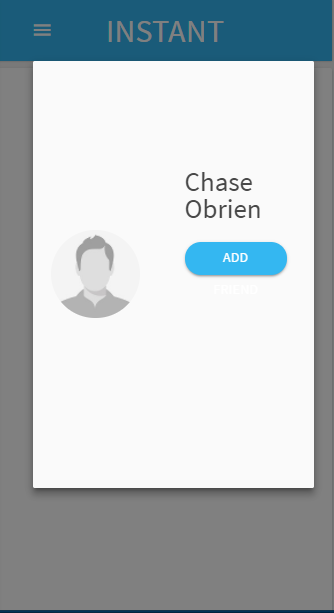 INSTANT
Chase
Obrien
ADD
FRIEND